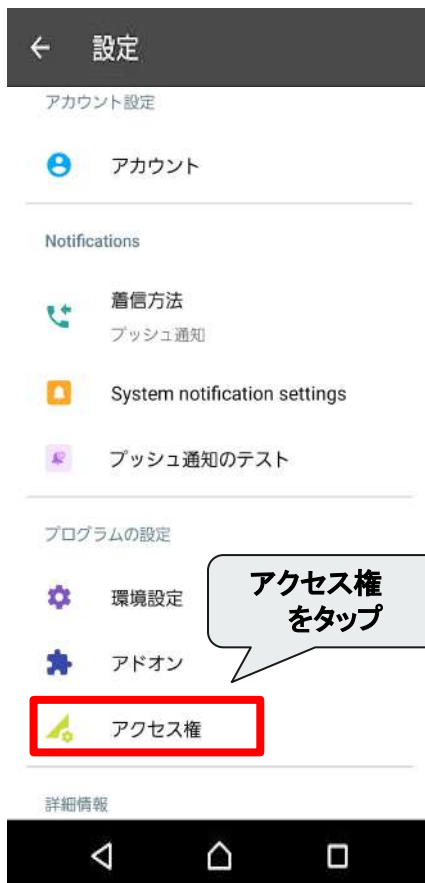 設定
アカウント設定
アカウント
Notifications
着信方法
プッシュ通知
System notification settings
プッシュ通知のテスト
プログラムの設定
環境設定
アクセス権
をタップ
アドオン
アクセス権
詳細情報